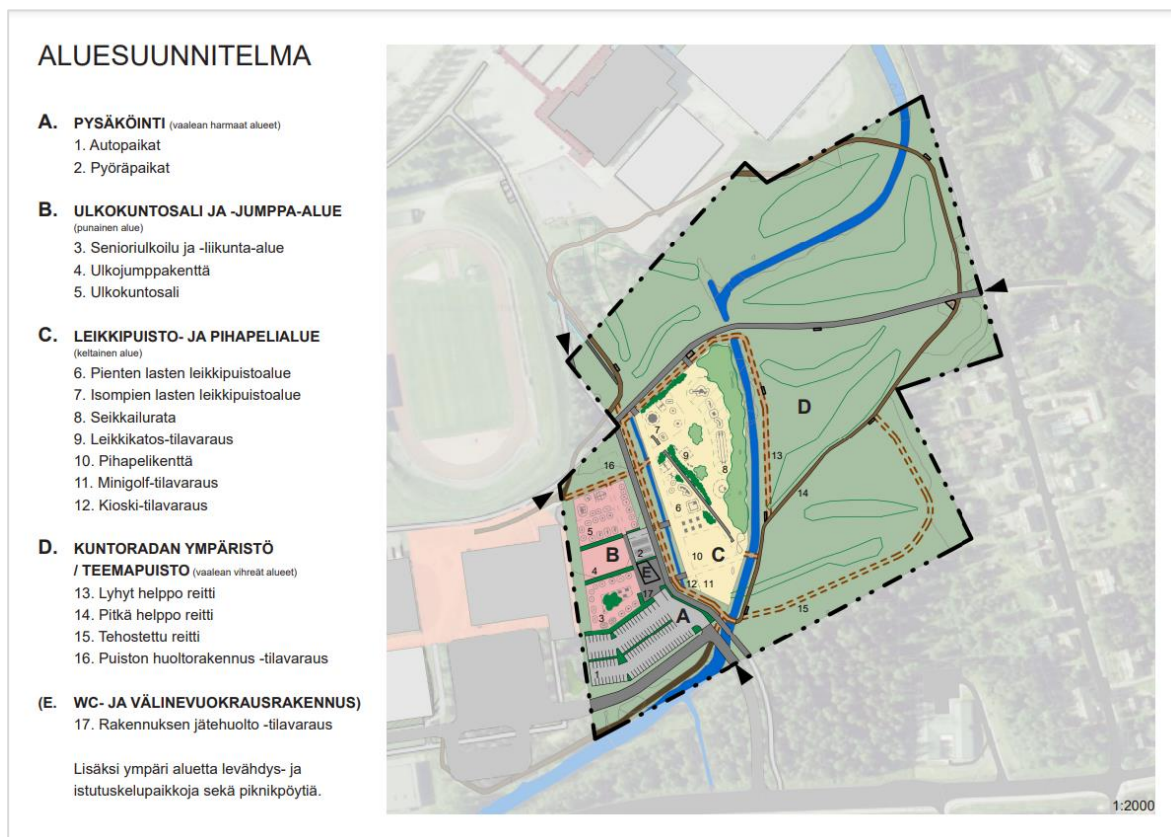 ALUESUUNNITELMA
A. PYSÄKÖINTI (vaalean harmaat alueet)
1. Autopaikat
2. Pyöräpaikat
B. ULKOKUNTOSALI JA -JUMPPA-ALUE
(punainen alue)
3. Senioriulkoilu ja -liikunta-alue
4. Ulkojumppakenttä
5. Ulkokuntosali
C. LEIKKIPUISTO- JA PIHAPELIALUE
(keltainen alue)
6. Pienten lasten leikkipuistoalue
7. Isompien lasten leikkipuistoalue
8. Seikkailurata
9. Leikkikatos-tilavaraus
10. Pihapelikenttä
11. Minigolf-tilavaraus
12. Kioski-tilavaraus
D. KUNTORADAN YMPÄRISTÖ
/ TEEMAPUISTO (vaalean vihreät alueet)
13. Lyhyt helppo reitti
14. Pitkä helppo reitti
15. Tehostettu reitti
16. Puiston huoltorakennus -tilavaraus
(E. WC- JA VÄLINEVUOKRAUSRAKENNUS)
17. Rakennuksen jätehuolto -tilavaraus
Lisäksi ympäri aluetta levähdys- ja
istutuskelupaikkoja sekä piknikpöytiä.
D
7
9
13
16
8
14
6
5
B
2
10
C
4
E
12 11
17
15
3
A
1
1:2000